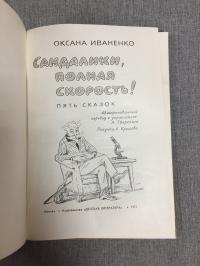 ОКСАНА ИВАНЕНКО
САНДАЛИКИ,
ПОЛНАЯ
СКОРОСТЬ!
ПЯТЬ СКАЗОК
Авторизованный
перевод с украинского
Рисунки
Москва • Издательство «ДЕТСКАЯ ЛИТЕРАТУРА» •